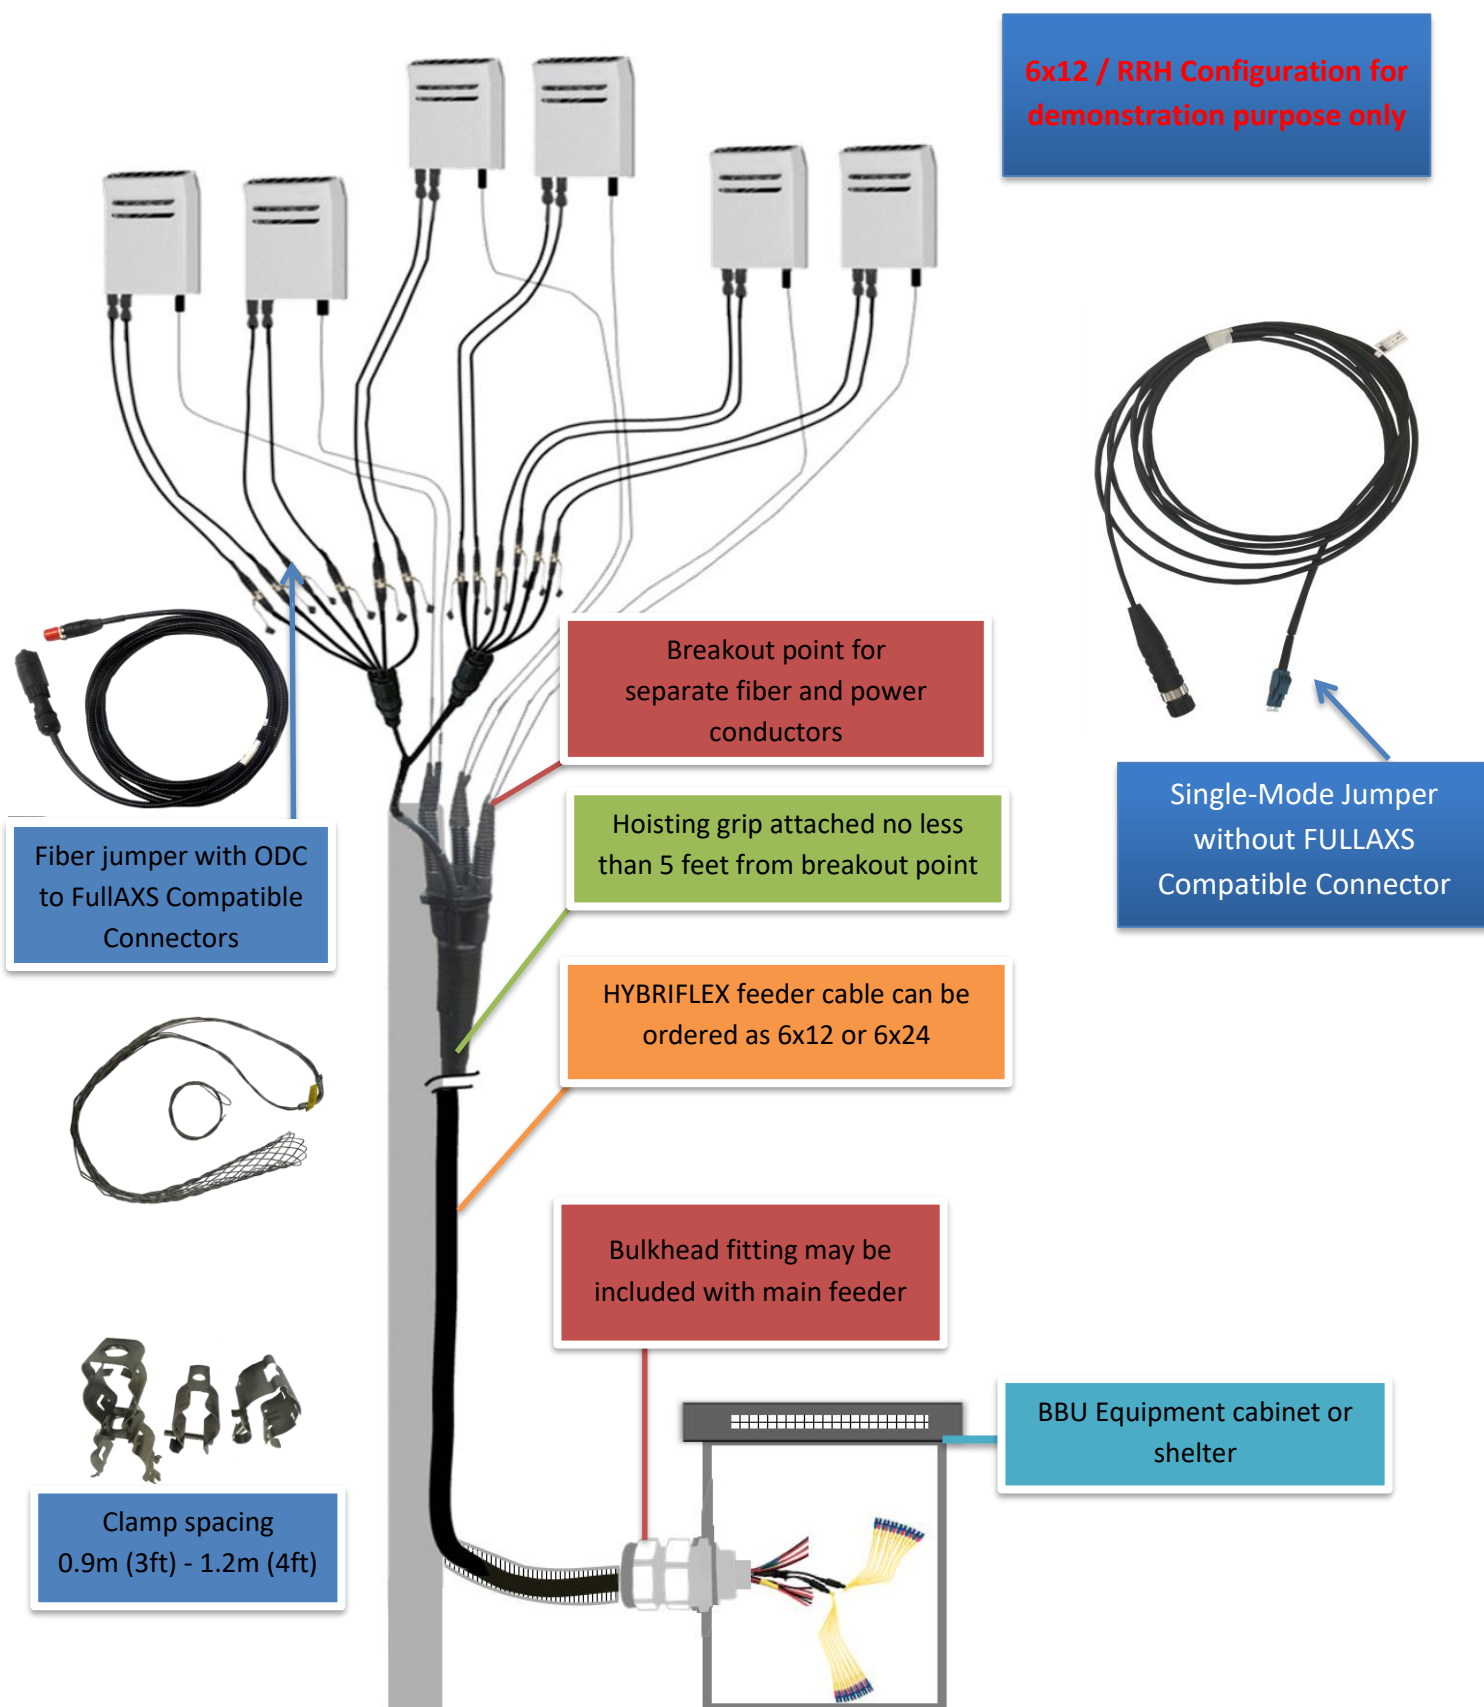 6x12 / RRH Configuration for
demonstration purpose only
Breakout point for
separate fiber and power
conductors
Single-Mode Jumper
without FULLAXS
Compatible Connector
Hoisting grip attached no less
than 5 feet from breakout point
Fiber jumper with ODC
to FullAXS Compatible
Connectors
HYBRIFLEX feeder cable can be
ordered as 6x12 or 6x24
Bulkhead fitting may be
included with main feeder
BBU Equipment cabinet or
shelter
Clamp spacing
0.9m (3ft) - 1.2m (4ft)